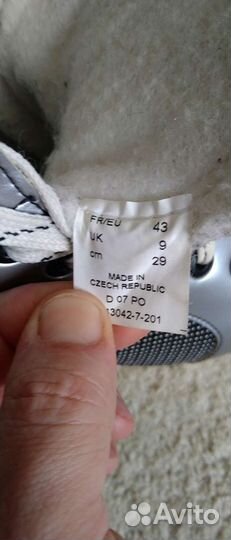 FR/EU 43
UK 9
cm 29
MADE IN
CZECH REPUBLIC
D 07 PO
13042-7-201
Avito